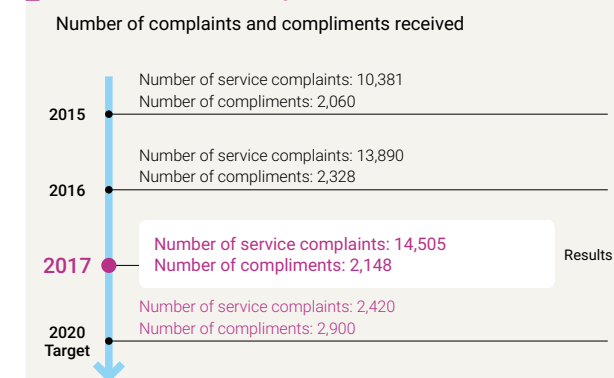 Number of complaints and compliments received
Number of service complaints: 10,381
Number of compliments: 2,060
2015
Number of service complaints: 13,890
Number of compliments: 2,328
2016
Number of service complaints: 14,505
Number of compliments: 2,148
2017
Results
Number of service complaints: 2,420
Number of compliments: 2,900
2020
Target